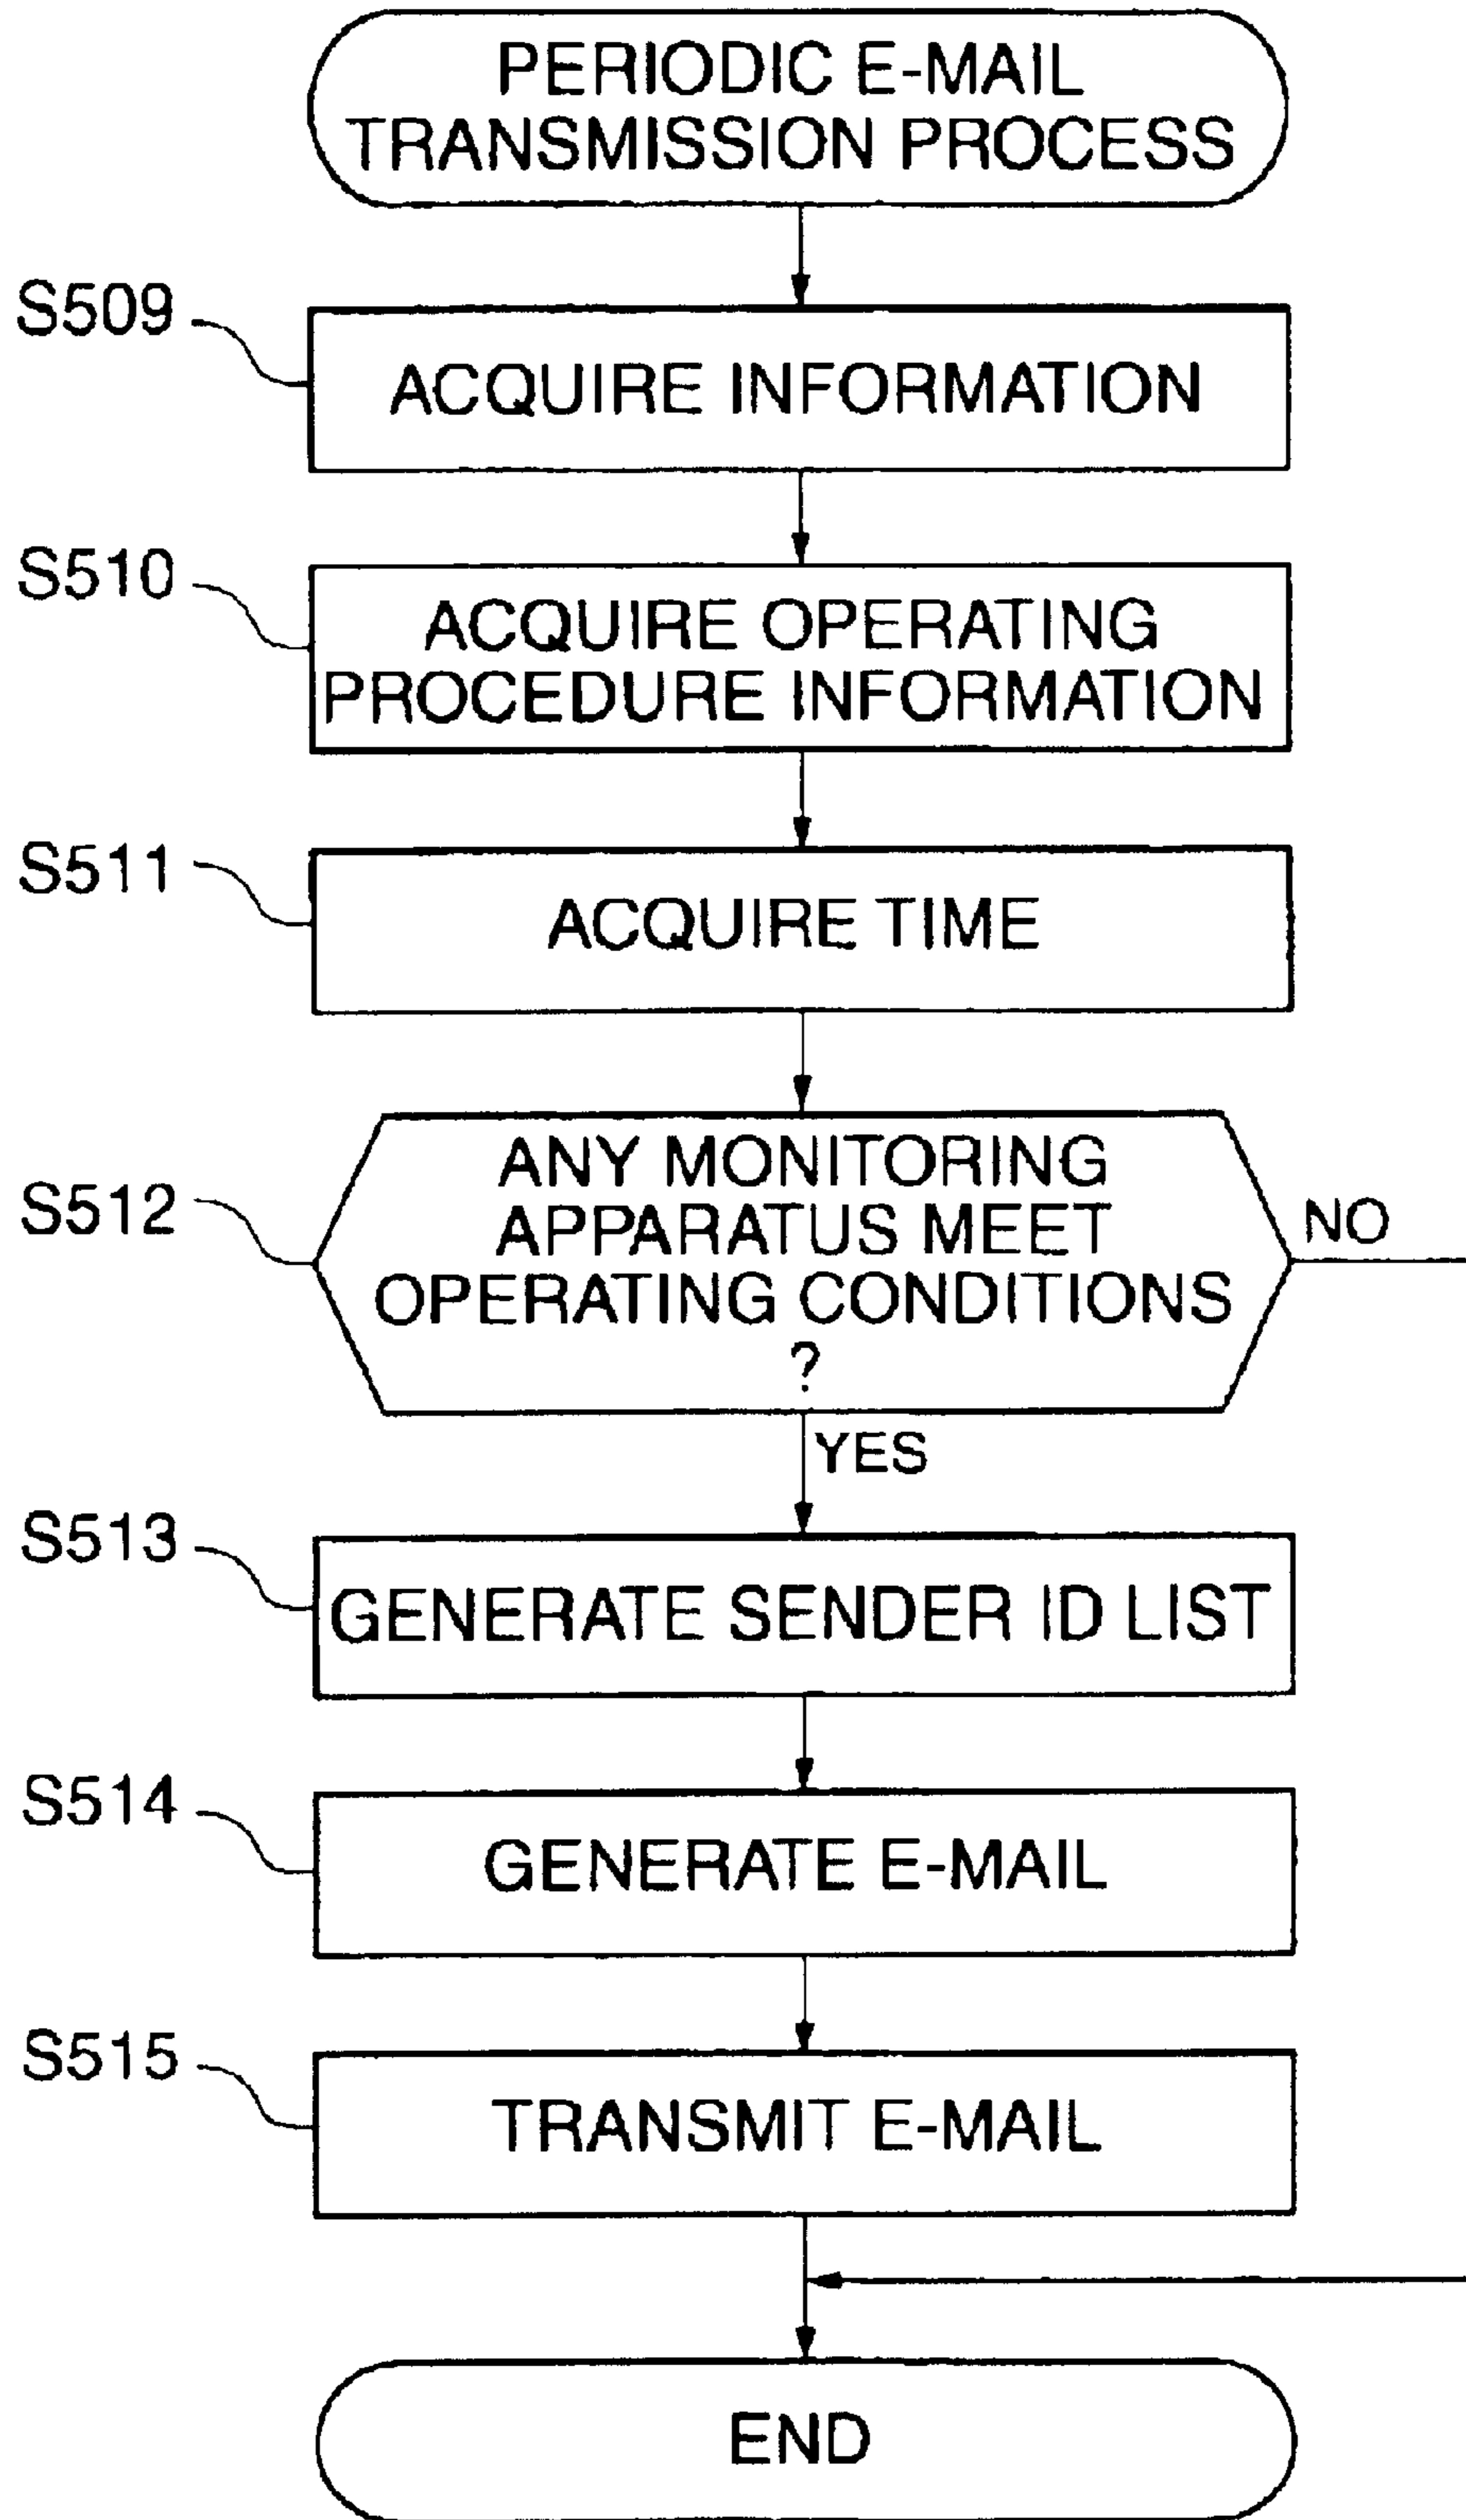 PERIODIC E-MAIL
TRANSMISSION PROCESS
S509
ACQUIRE INFORMATION
S510
ACQUIRE OPERATING
PROCEDURE INFORMATION
S511
ACQUIRE TIME
S512
ANY MONITORING
APPARATUS MEET
OPERATING CONDITIONS
?
NO
YES
S513
GENERATE SENDER ID LIST
S514
GENERATE E-MAIL
S515
TRANSMIT E-MAIL
END